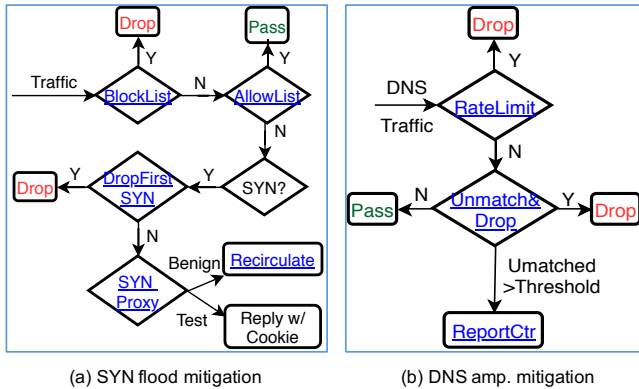 Drop
Pass
Y
Y
Traffic
BlockList
N
AllowList
N
Drop
Y
DropFirst
SYN
Y
SYN?
N
SYN
Proxy
Benign
Recirculate
Test
Reply w/
Cookie
(a) SYN flood mitigation
Drop
Y
DNS
Traffic
RateLimit
N
Pass
N
Unmatch&
Drop
Y
Drop
Umatched
>Threshold
ReportCtr
(b) DNS amp. mitigation